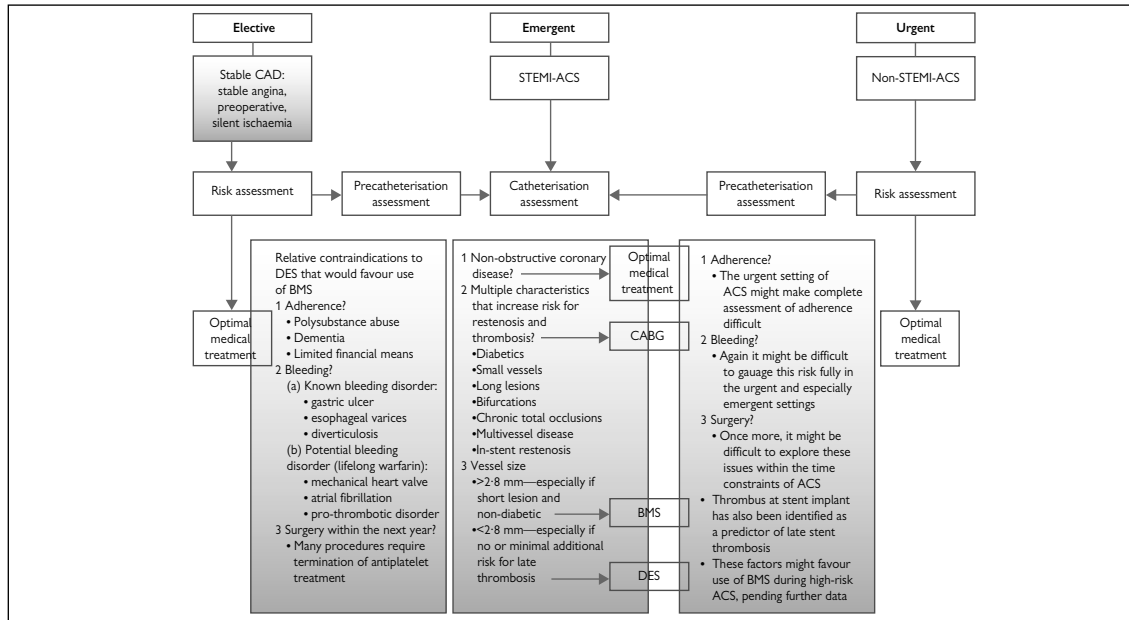 Elective
Emergent
Urgent
Stable CAD:
stable angina,
preoperative,
silent ischaemia
STEMI-ACS
Non-STEMI-ACS
Risk assessment
Precatheterisation
assessment
Catheterisation
assessment
Precatheterisation
assessment
Risk assessment
Optimal
medical
treatment
Relative contraindications to
DES that would favour use
of BMS
1 Adherence?
• Polysubstance abuse
• Dementia
• Limited financial means
2 Bleeding?
(a) Known bleeding disorder:
• gastric ulcer
• esophageal varices
• diverticulosis
(b) Potential bleeding
disorder (lifelong warfarin):
• mechanical heart valve
• atrial fibrillation
• pro-thrombotic disorder
3 Surgery within the next year?
• Many procedures require
termination of antiplatelet
treatment
1 Non-obstructive coronary
disease?
2 Multiple characteristics
that increase risk for
restenosis and
thrombosis?
•Diabetics
•Small vessels
•Long lesions
•Bifurcations
•Chronic total occlusions
•Multivessel disease
•In-stent restenosis
3 Vessel size
•>2·8 mm—especially if
short lesion and
non-diabetic
•<2·8 mm—especially if
no or minimal additional
risk for late
thrombosis
Optimal
medical
treatment
CABG
BMS
DES
1 Adherence?
• The urgent setting of
ACS might make complete
assessment of adherence
difficult
2 Bleeding?
• Again it might be difficult
to gauage this risk fully in
the urgent and especially
emergent settings
3 Surgery?
• Once more, it might be
difficult to explore these
issues within the time
constraints of ACS
• Thrombus at stent implant
has also been identified as
a predictor of late stent
thrombosis
• These factors might favour
use of BMS during high-risk
ACS, pending further data
Optimal
medical
treatment